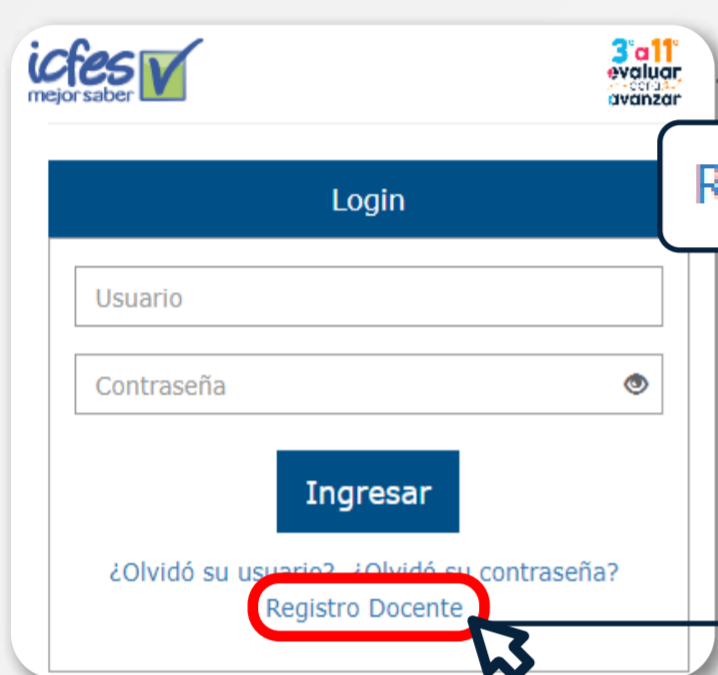 icfes
mejor saber
3° a 11°
evaluar
para
avanzar
Login
Usuario
Contraseña
Ingresar
¿Olvidó su usuario? ¿Olvidó su contraseña?
Registro Docente